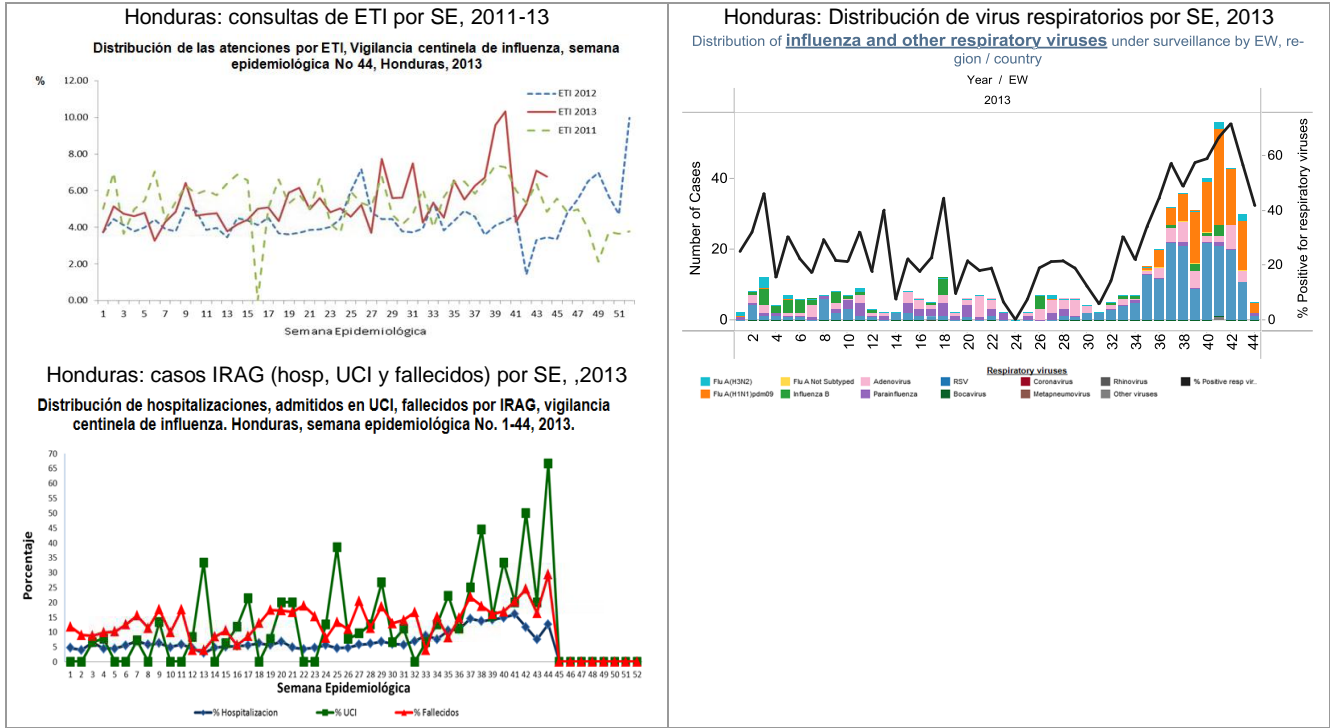 Honduras: consultas de ETI por SE, 2011-13
Distribución de las atenciones por ETI, Vigilancia centinela de influenza, semana
epidemiológica No 44, Honduras, 2013
%
12.00
10.00
8.00
6.00
4.00
2.00
0.00
ETI 2012
ETI 2013
ETI 2011
1 3 5 7 9 11 13 15 17 19 21 23 25 27 29 31 33 35 37 39 41 43 45 47 49 51
Semana Epidemiológica
Honduras: casos IRAG (hosp, UCI y fallecidos) por SE, ,2013
Distribución de hospitalizaciones, admitidos en UCI, fallecidos por IRAG, vigilancia
centinela de influenza. Honduras, semana epidemiológica No. 1-44, 2013.
Porcentaje
70
65
60
55
50
45
40
35
30
25
20
15
10
5
0
1 2 3 4 5 6 7 8 9 10 11 12 13 14 15 16 17 18 19 20 21 22 23 24 25 26 27 28 29 30 31 32 33 34 35 36 37 38 39 40 41 42 43 44 45 46 47 48 49 50 51 52
Semana Epidemiológica
% Hospitalizacion % UCI % Fallecidos
Honduras: Distribución de virus respiratorios por SE, 2013
Distribution of influenza and other respiratory viruses under surveillance by EW, re-
gion / country
Year / EW
2013
Number of Cases
40
20
0
% Positive for respiratory viruses
60
40
20
0
2 4 6 8 10 12 14 16 18 20 22 24 26 28 30 32 34 36 38 40 42 44
Respiratory viruses
Flu A(H3N2) Flu A Not Subtyped Adenovirus RSV Coronavirus Rhinovirus % Positive resp vir..
Flu A(H1N1)pdm09 Influenza B Parainfluenza Bocavirus Metapneumovirus Other viruses